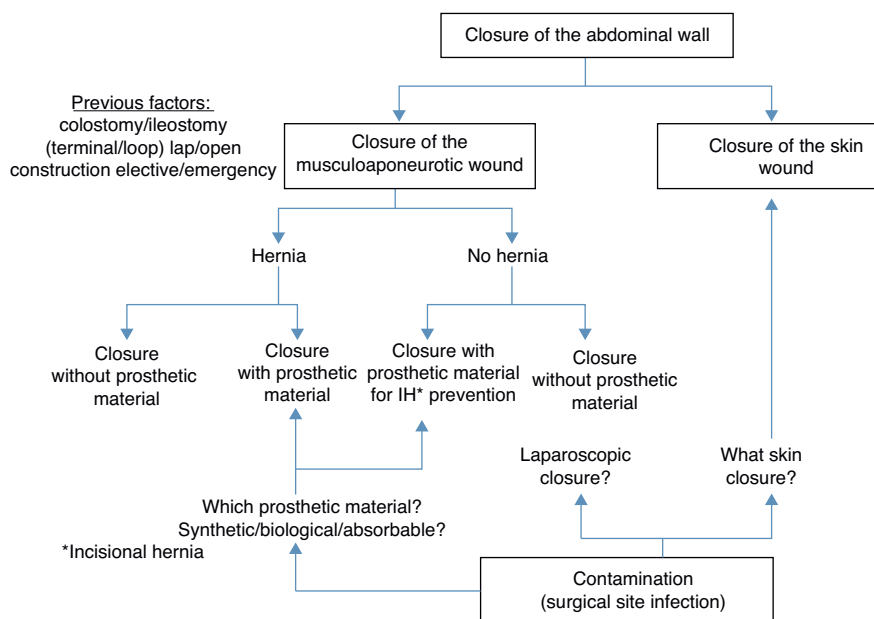 Closure of the abdominal wall
Previous factors:
colostomy/ileostomy
(terminal/loop) lap/open
construction elective/emergency
Closure of the
musculoaponeurotic wound
Closure of the skin
wound
Hernia
No hernia
Closure
without prosthetic
material
Closure
with prosthetic
material
Closure with
prosthetic material
for IH* prevention
Closure
without prosthetic
material
Laparoscopic
closure?
What skin
closure?
Which prosthetic material?
Synthetic/biological/absorbable?
*Incisional hernia
Contamination
(surgical site infection)